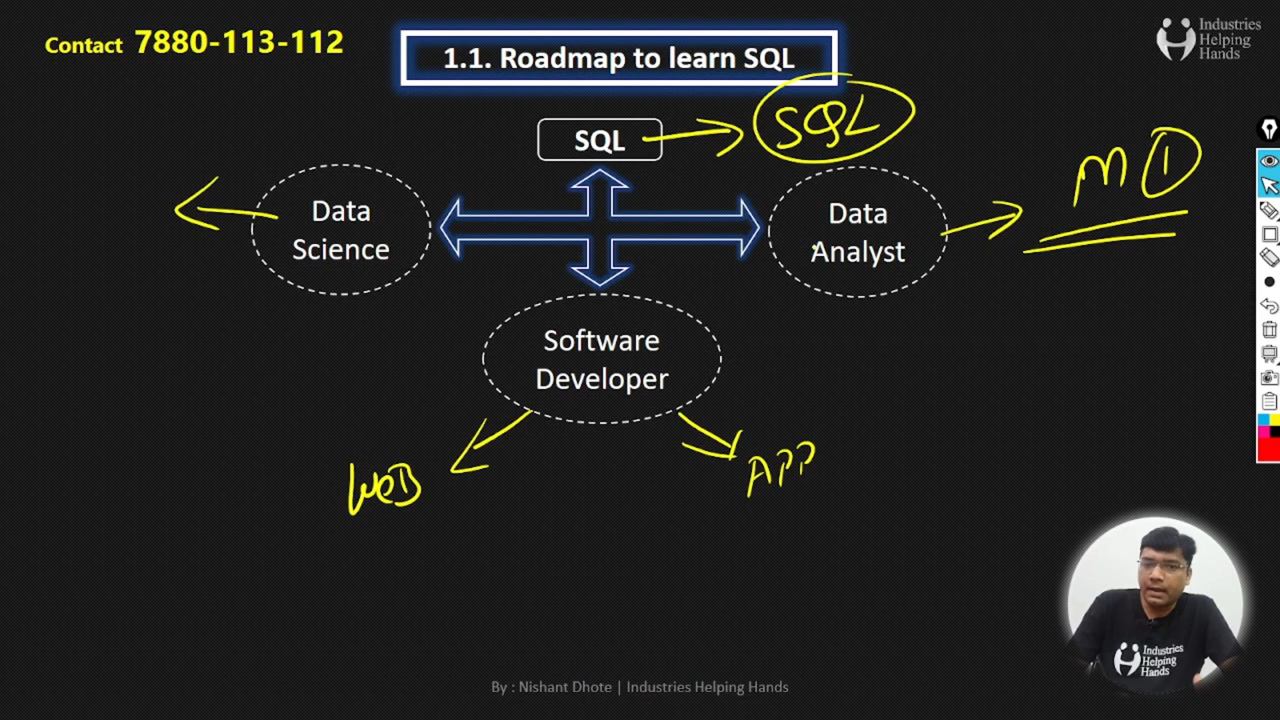 Contact 7880-113-112
1.1. Roadmap to learn SQL
Industries
Helping
Hands
SQL
SQL
M 1
Data
Science
Data
Analyst
Software
Developer
WeB
APP
Industries
Helping
Hands
By : Nishant Dhote | Industries Helping Hands